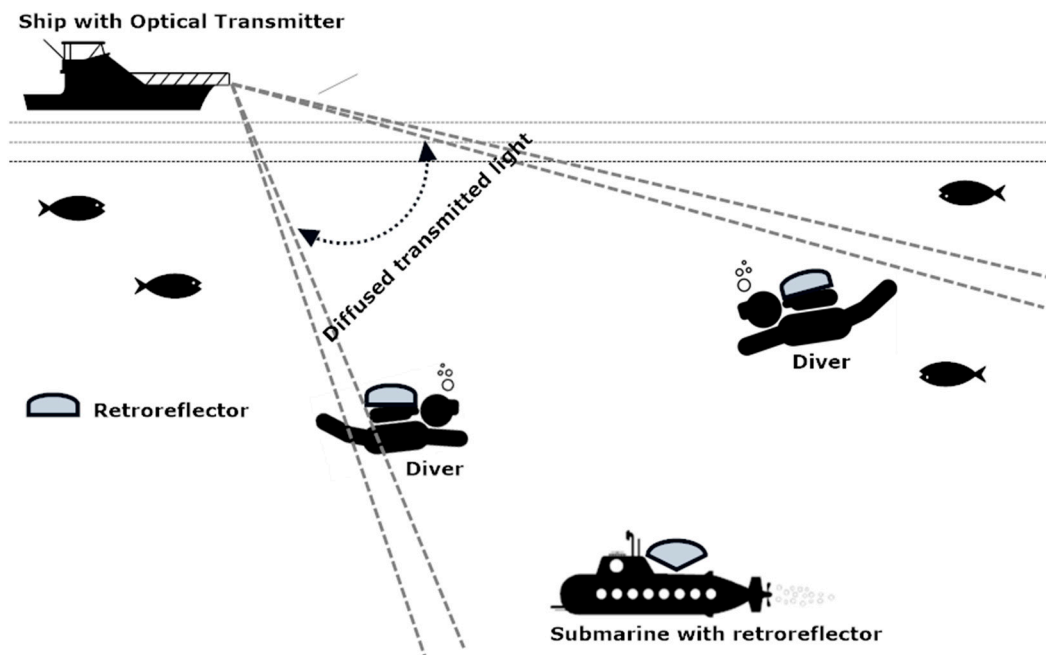 Ship with Optical Transmitter
Diffused transmitted light
Diver
Retroreflector
Diver
Submarine with retroreflector